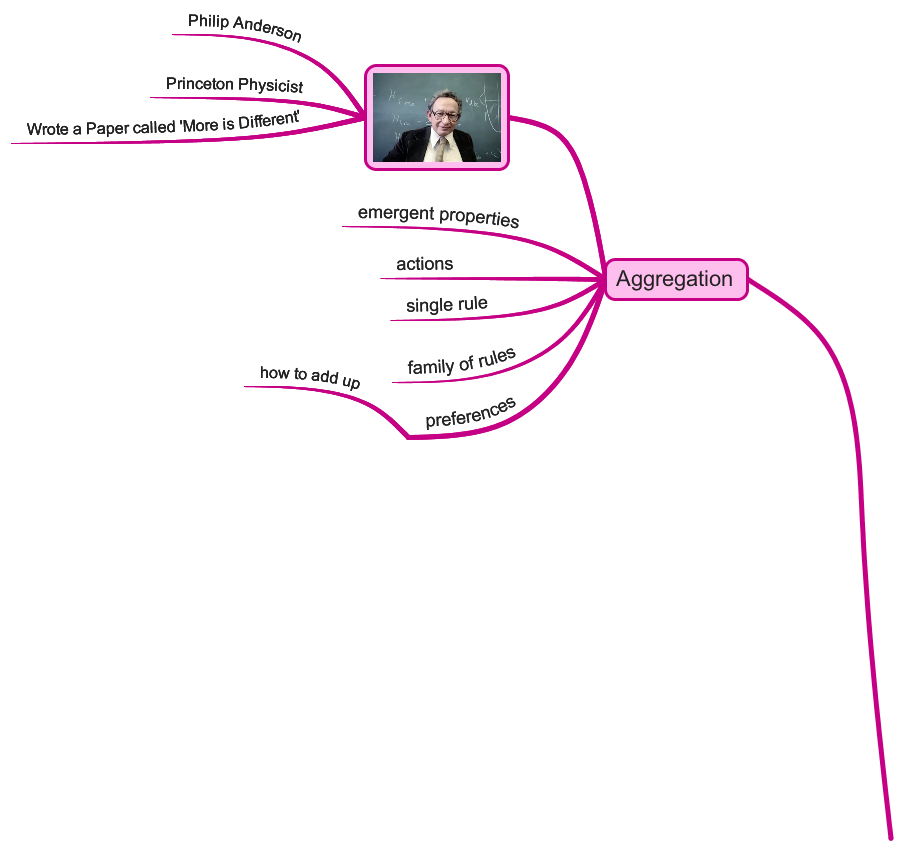 Philip Anderson
Princeton Physicist
Wrote a Paper called 'More is Different'
emergent properties
Aggregation
actions
single rule
family of rules
how to add up
preferences